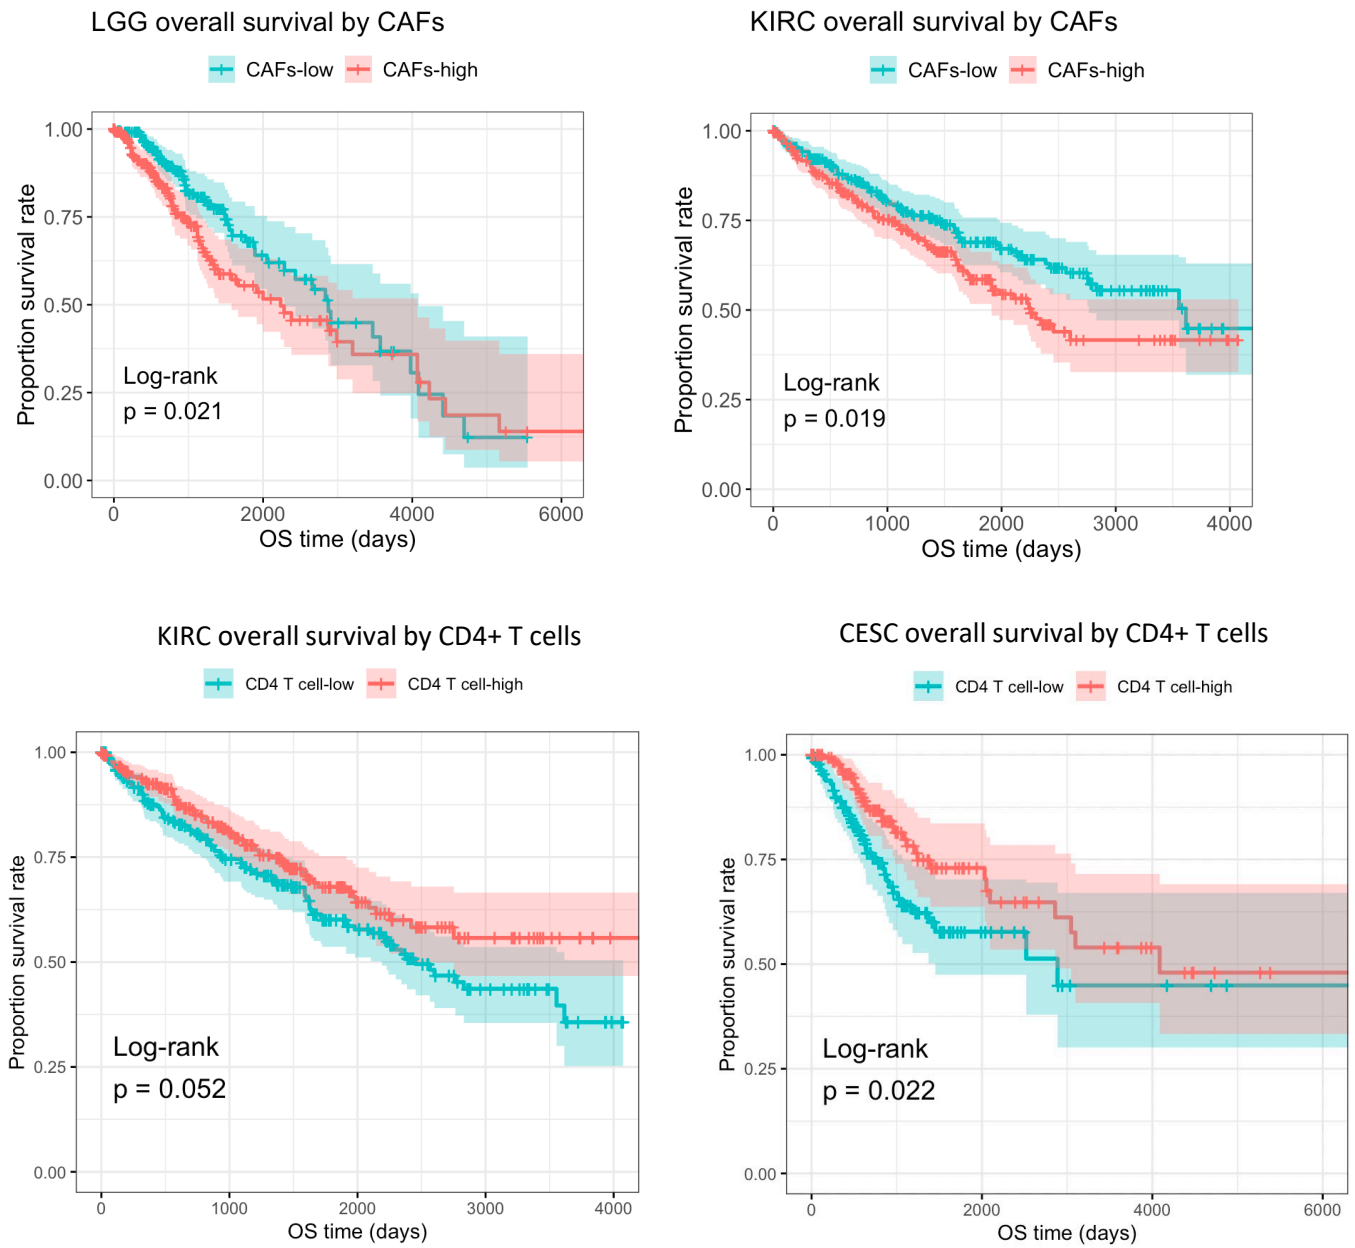 LGG overall survival by CAFs
CAFs-low CAFs-high
Proportion survival rate
1.00
0.75
0.50
0.25
0.00
Log-rank
p = 0.021
0 2000 4000 6000
OS time (days)
KIRC overall survival by CAFs
CAFs-low CAFs-high
Proportion survival rate
1.00
0.75
0.50
0.25
0.00
Log-rank
p = 0.019
0 1000 2000 3000 4000
OS time (days)
KIRC overall survival by CD4+ T cells
CD4 T cell-low CD4 T cell-high
Proportion survival rate
1.00
0.75
0.50
0.25
0.00
Log-rank
p = 0.052
0 1000 2000 3000 4000
OS time (days)
CESC overall survival by CD4+ T cells
CD4 T cell-low CD4 T cell-high
Proportion survival rate
1.00
0.75
0.50
0.25
0.00
Log-rank
p = 0.022
0 2000 4000 6000
OS time (days)